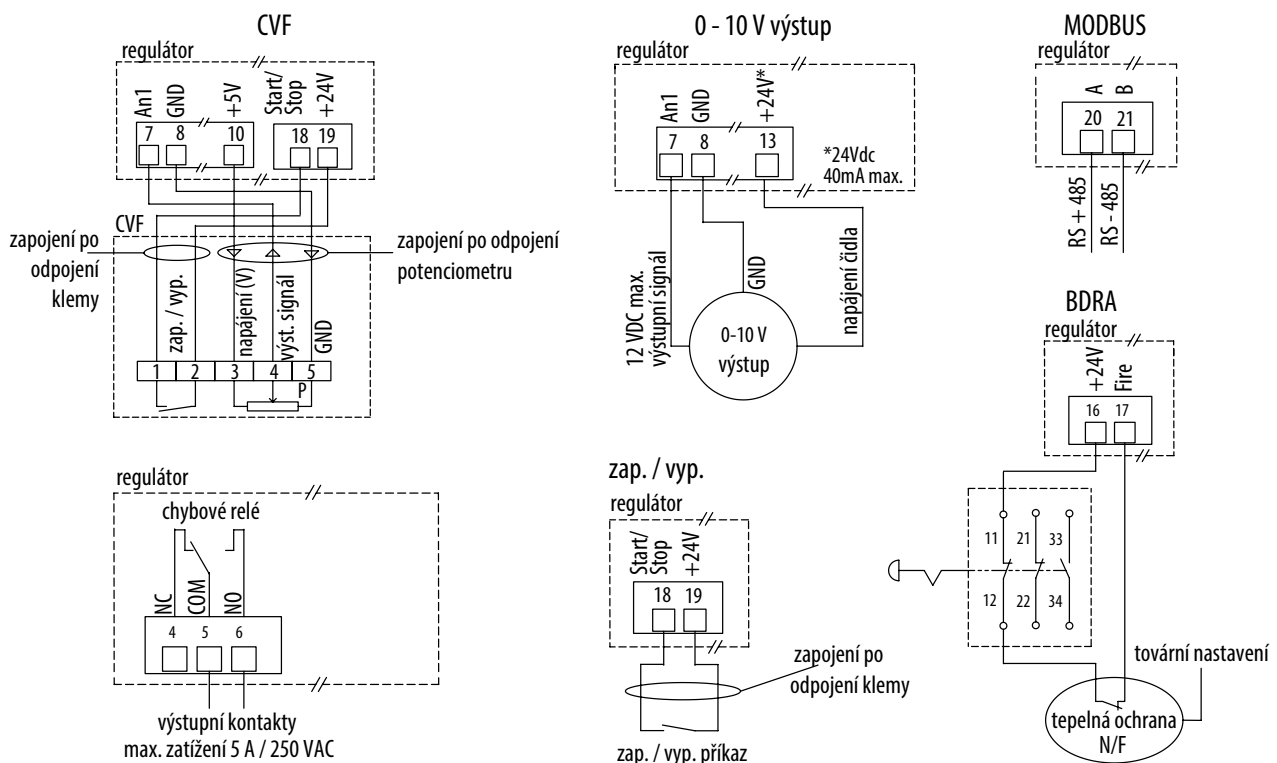 CVF
regulátor
An1
GND
+5V
Start/
Stop
+24V
7
8
10
18
19
CVF
zapojení po
odpojení
klemy
zapojení po odpojení
potenciometru
zap. / vyp.
napájení (V)
výst. signál
GND
1
2
3
4
5
P
0 - 10 V výstup
regulátor
An1
GND
+24V*
7
8
13
*24Vdc
40mA max.
12 VDC max.
výstupní signál
GND
napájení čidla
0-10 V
výstup
MODBUS
regulátor
A
B
20
21
RS + 485
RS - 485
BDRA
regulátor
+24V
Fire
16
17
11
21
33
12
22
34
tovární nastavení
tepelná ochrana
N/F
regulátor
chybové relé
NC
COM
NO
4
5
6
výstupní kontakty
max. zatížení 5 A / 250 VAC
zap. / vyp.
regulátor
Start/
Stop
+24V
18
19
zapojení po
odpojení klemy
zap. / vyp. příkaz